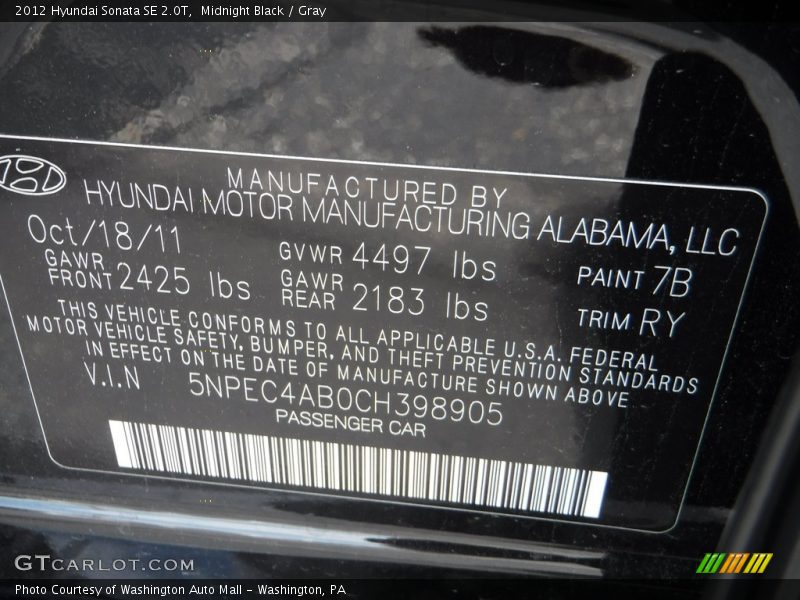 2012 Hyundai Sonata SE 2.0T,  Midnight Black / Gray
MANUFACTURED BY
HYUNDAI MOTOR MANUFACTURING ALABAMA, LLC
Oct/18/11 GVWR 4497 lbs PAINT 7B
GAWR FRONT 2425 lbs GAWR REAR 2183 lbs TRIM RY
THIS VEHICLE CONFORMS TO ALL APPLICABLE U.S.A. FEDERAL
MOTOR VEHICLE SAFETY, BUMPER, AND THEFT PREVENTION STANDARDS
IN EFFECT ON THE DATE OF MANUFACTURE SHOWN ABOVE
V.I.N 5NPEC4AB0CH398905
PASSENGER CAR
GTCARLOT.COM
Photo Courtesy of Washington Auto Mall - Washington, PA